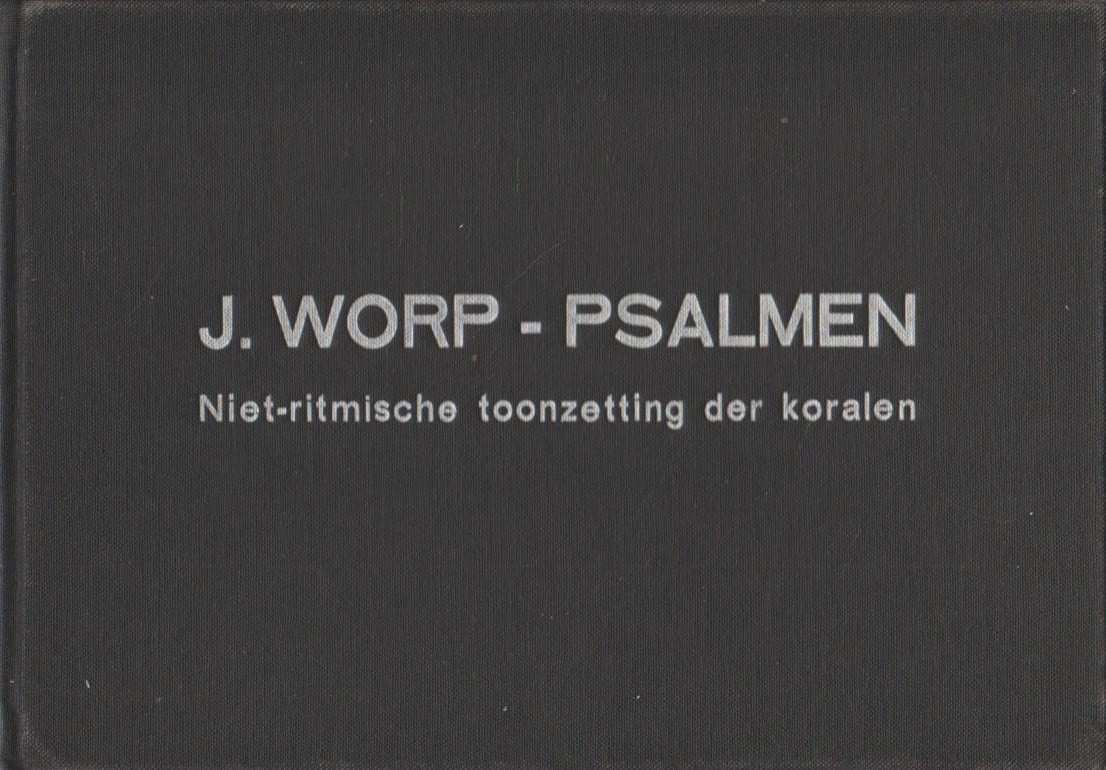 J. WORP - PSALMEN
Niet-ritmische toonzetting der koralen